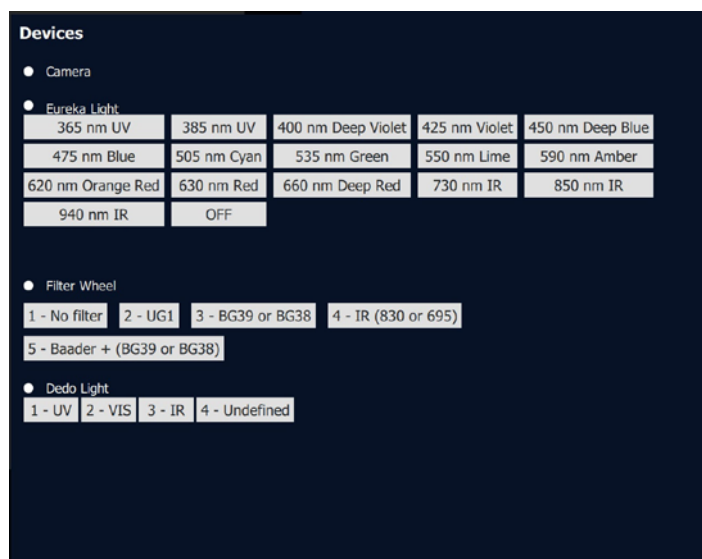 Devices
Camera
Eureka Light
365 nm UV 385 nm UV 400 nm Deep Violet 425 nm Violet 450 nm Deep Blue
475 nm Blue 505 nm Cyan 535 nm Green 550 nm Lime 590 nm Amber
620 nm Orange Red 630 nm Red 660 nm Deep Red 730 nm IR 850 nm IR
940 nm IR OFF
Filter Wheel
1 - No filter 2 - UG1 3 - BG39 or BG38 4 - IR (830 or 695)
5 - Baader + (BG39 or BG38)
Dedo Light
1 - UV 2 - VIS 3 - IR 4 - Undefined